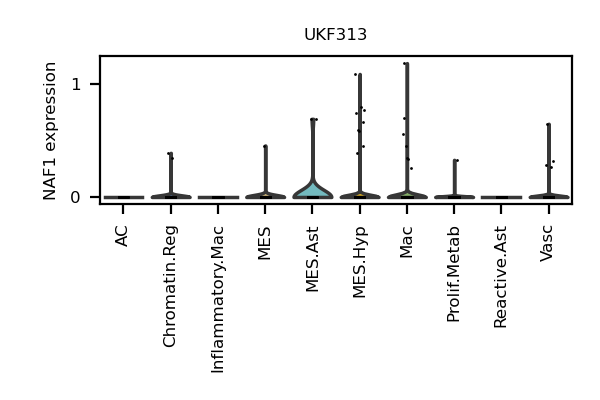 UKF313
NAF1 expression
1
0
AC
Chromatin.Reg
Inflammatory.Mac
MES
MES.Ast
MES.Hyp
Mac
Prolif.Metab
Reactive.Ast
Vasc